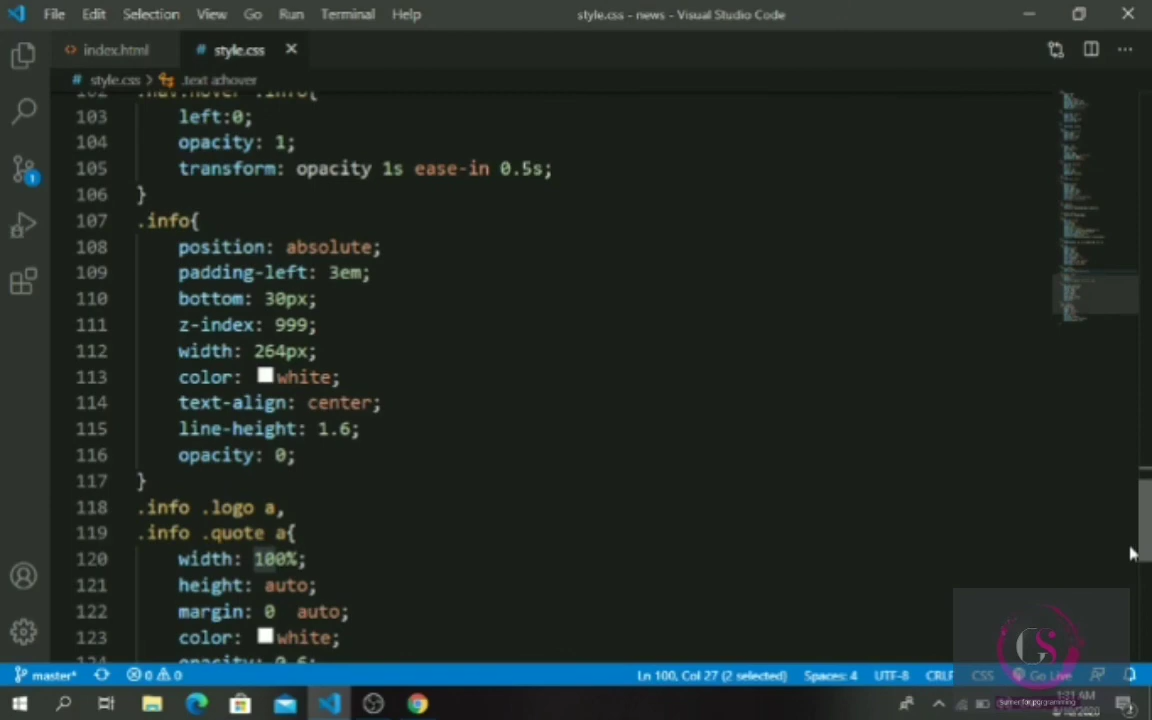 File Edit Selection View Go Run Terminal Help
style.css - news - Visual Studio Code
index.html
# style.css
# style.css > .text a:hover
102 .nav:hover .info{
103 left:0;
104 opacity: 1;
105 transform: opacity 1s ease-in 0.5s;
106 }
107 .info{
108 position: absolute;
109 padding-left: 3em;
110 bottom: 30px;
111 z-index: 999;
112 width: 264px;
113 color: white;
114 text-align: center;
115 line-height: 1.6;
116 opacity: 0;
117 }
118 .info .logo a,
119 .info .quote a{
120 width: 100%;
121 height: auto;
122 margin: 0 auto;
123 color: white;
124 opacity: 0.6;
master* 0 0
Ln 100, Col 27 (2 selected) Spaces: 4 UTF-8 CRLF CSS Go Live
GS
1:31 AM